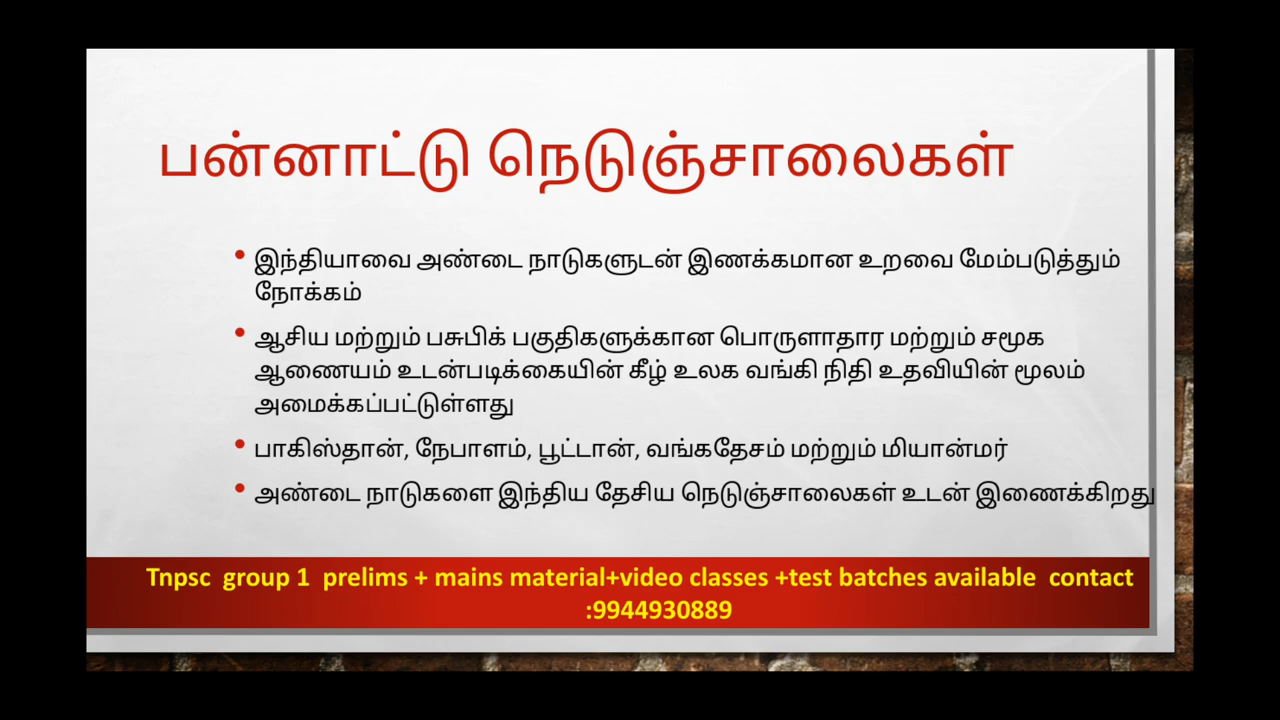 பன்னாட்டு நெடுஞ்சாலைகள்
• இந்தியாவை அண்டை நாடுகளுடன் இணக்கமான உறவை மேம்படுத்தும்
நோக்கம்
• ஆசிய மற்றும் பசுபிக் பகுதிகளுக்கான பொருளாதார மற்றும் சமூக
ஆணையம் உடன்படிக்கையின் கீழ் உலக வங்கி நிதி உதவியின் மூலம்
அமைக்கப்பட்டுள்ளது
• பாகிஸ்தான், நேபாளம், பூட்டான், வங்கதேசம் மற்றும் மியான்மர்
• அண்டை நாடுகளை இந்திய தேசிய நெடுஞ்சாலைகள் உடன் இணைக்கிறது
Tnpsc group 1 prelims + mains material+video classes +test batches available contact
:9944930889